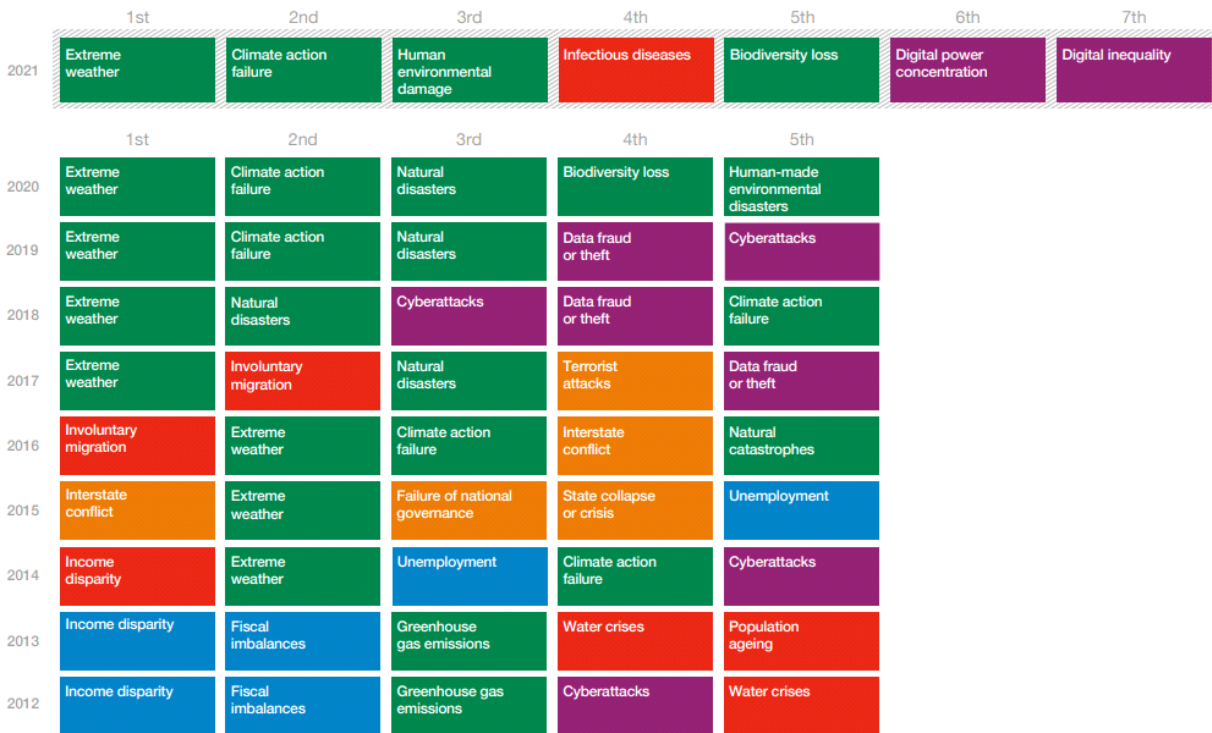 1st 2nd 3rd 4th 5th 6th 7th
2021
Extreme
weather
Climate action
failure
Human
environmental
damage
Infectious diseases
Biodiversity loss
Digital power
concentration
Digital inequality
1st 2nd 3rd 4th 5th
2020
Extreme
weather
Climate action
failure
Natural
disasters
Biodiversity loss
Human-made
environmental
disasters
2019
Extreme
weather
Climate action
failure
Natural
disasters
Data fraud
or theft
Cyberattacks
2018
Extreme
weather
Natural
disasters
Cyberattacks
Data fraud
or theft
Climate action
failure
2017
Extreme
weather
Involuntary
migration
Natural
disasters
Terrorist
attacks
Data fraud
or theft
2016
Involuntary
migration
Extreme
weather
Climate action
failure
Interstate
conflict
Natural
catastrophes
2015
Interstate
conflict
Extreme
weather
Failure of national
governance
State collapse
or crisis
Unemployment
2014
Income
disparity
Extreme
weather
Unemployment
Climate action
failure
Cyberattacks
2013
Income disparity
Fiscal
imbalances
Greenhouse
gas emissions
Water crises
Population
ageing
2012
Income disparity
Fiscal
imbalances
Greenhouse gas
emissions
Cyberattacks
Water crises